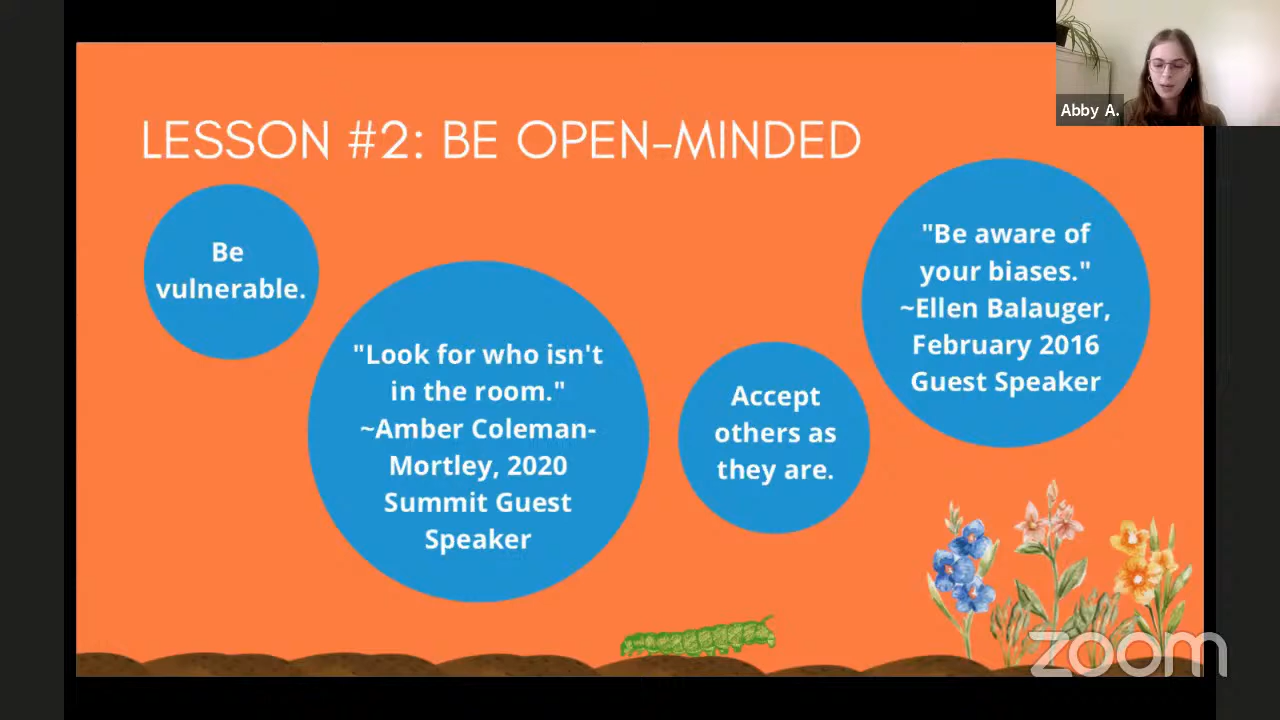 Abby A.
LESSON #2: BE OPEN-MINDED
Be
vulnerable.
"Look for who isn't
in the room."
~Amber Coleman-
Mortley, 2020
Summit Guest
Speaker
Accept
others as
they are.
"Be aware of
your biases."
~Ellen Balauger,
February 2016
Guest Speaker
zoom